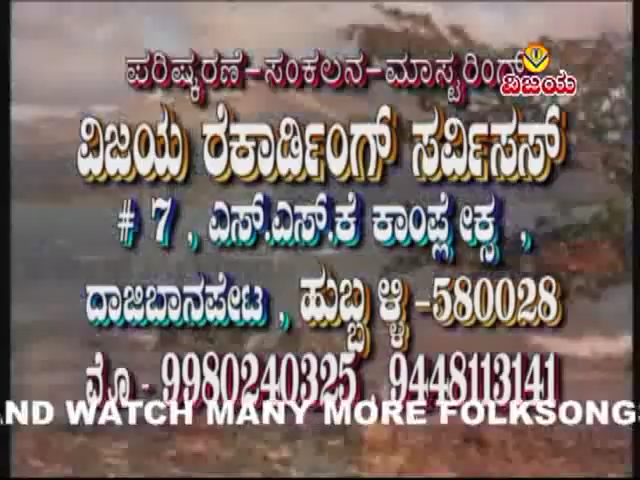 ಪರಿಷ್ಕರಣೆ-ಸಂಕಲನ-ಮಾಸ್ಟರಿಂಗ್
ವಿಜಯ
ವಿಜಯ ರೆಕಾರ್ಡಿಂಗ್ ಸರ್ವಿಸಸ್
# 7 , ಎಸ್.ಎಸ್.ಕೆ ಕಾಂಪ್ಲೇಕ್ಸ ,
ದಾಜಿಬಾನಪೇಟ , ಹುಬ್ಬಳ್ಳಿ -580028
ಮೊ - 9980240325 , 9448113141
AND WATCH MANY MORE FOLKSONGS